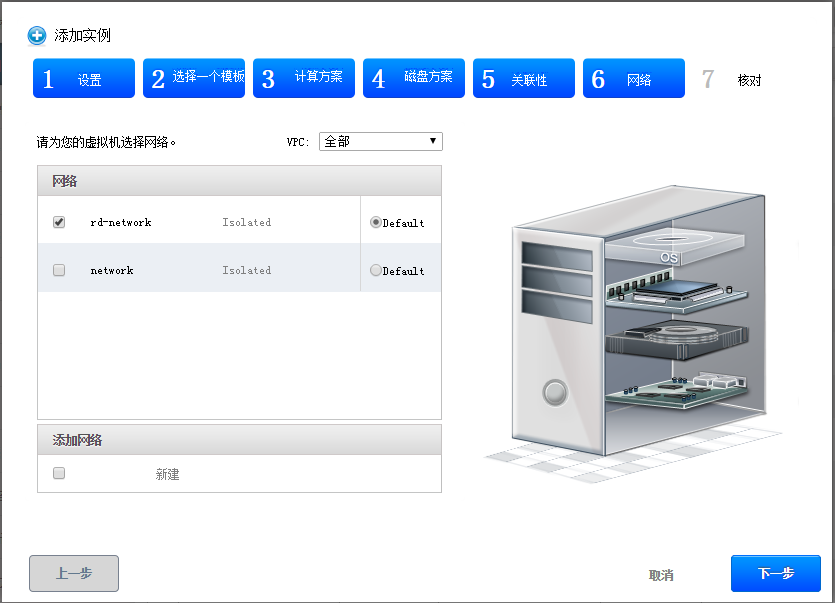 添加实例
1 设置 2 选择一个模板 3 计算方案 4 磁盘方案 5 关联性 6 网络 7 核对
请为您的虚拟机选择网络。 VPC: 全部
网络
rd-network Isolated Default
network Isolated Default
添加网络
新建
OS
上一步 取消 下一步